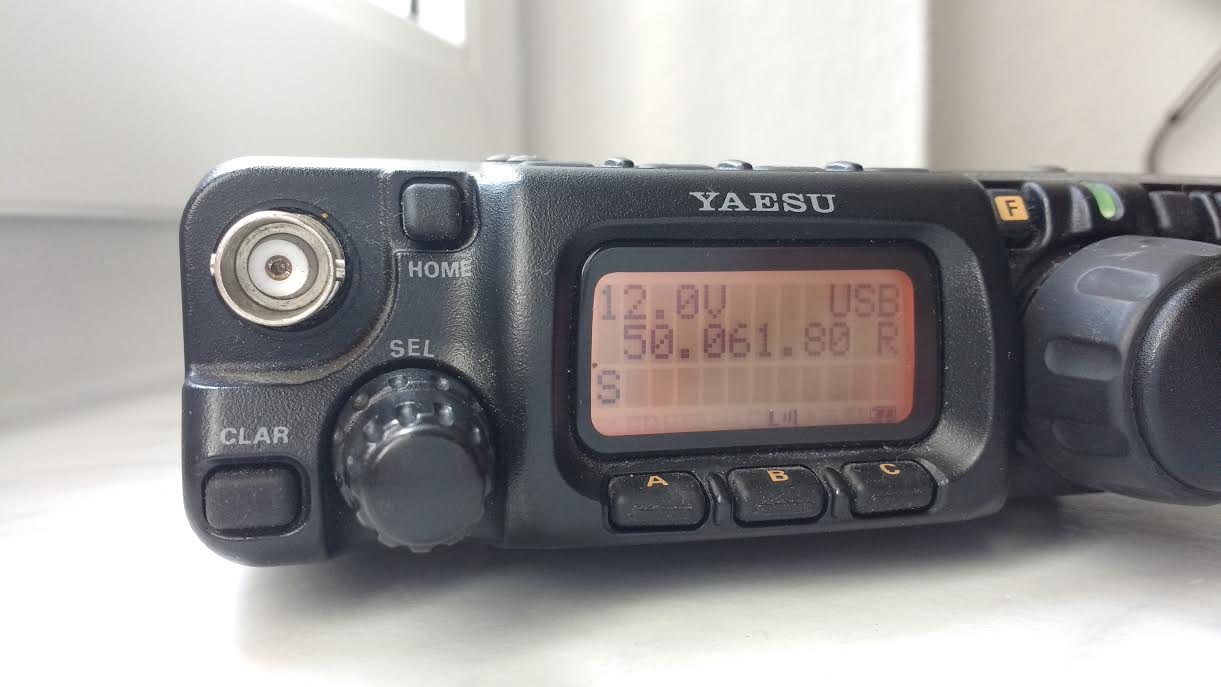 YAESU
F
HOME
12.0V USB
50.061.80 R
SEL
S
CLAR
A B C